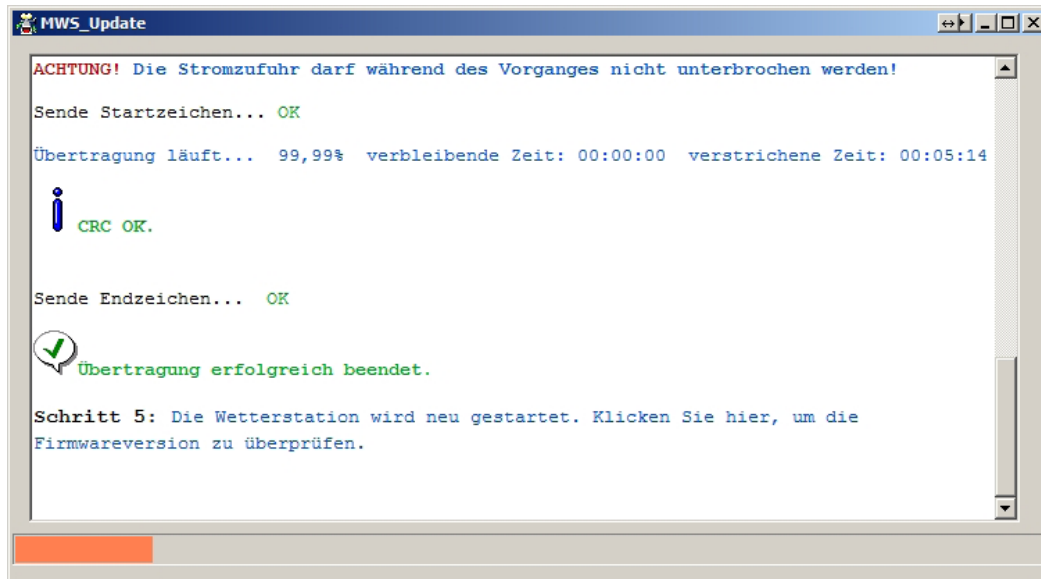 MWS_Update
ACHTUNG! Die Stromzufuhr darf während des Vorganges nicht unterbrochen werden!
Sende Startzeichen... OK
Übertragung läuft... 99,99% verbleibende Zeit: 00:00:00 verstrichene Zeit: 00:05:14
CRC OK.
Sende Endzeichen... OK
Übertragung erfolgreich beendet.
Schritt 5: Die Wetterstation wird neu gestartet. Klicken Sie hier, um die
Firmwareversion zu überprüfen.